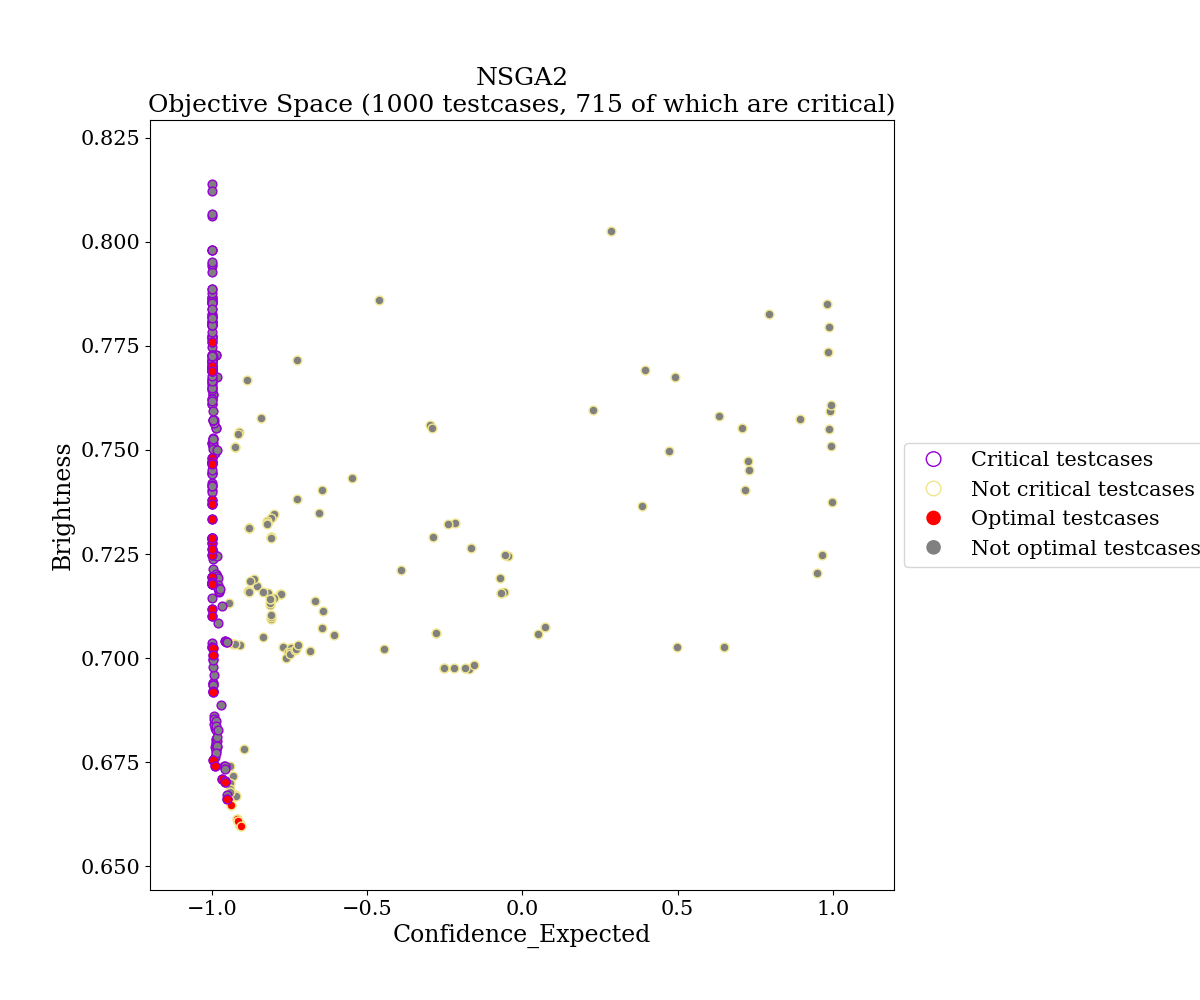 NSGA2
Objective Space (1000 testcases, 715 of which are critical)
0.825
0.800
0.775
0.750
0.725
0.700
0.675
0.650
Brightness
−1.0 −0.5 0.0 0.5 1.0
Confidence_Expected
Critical testcases
Not critical testcases
Optimal testcases
Not optimal testcases